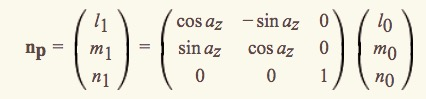 n_p = ( l_1 ) = ( cos a_z  - sin a_z  0 ) ( l_0 )
( m_1 ) ( sin a_z  cos a_z  0 ) ( m_0 )
( n_1 ) ( 0  0  1 ) ( n_0 )